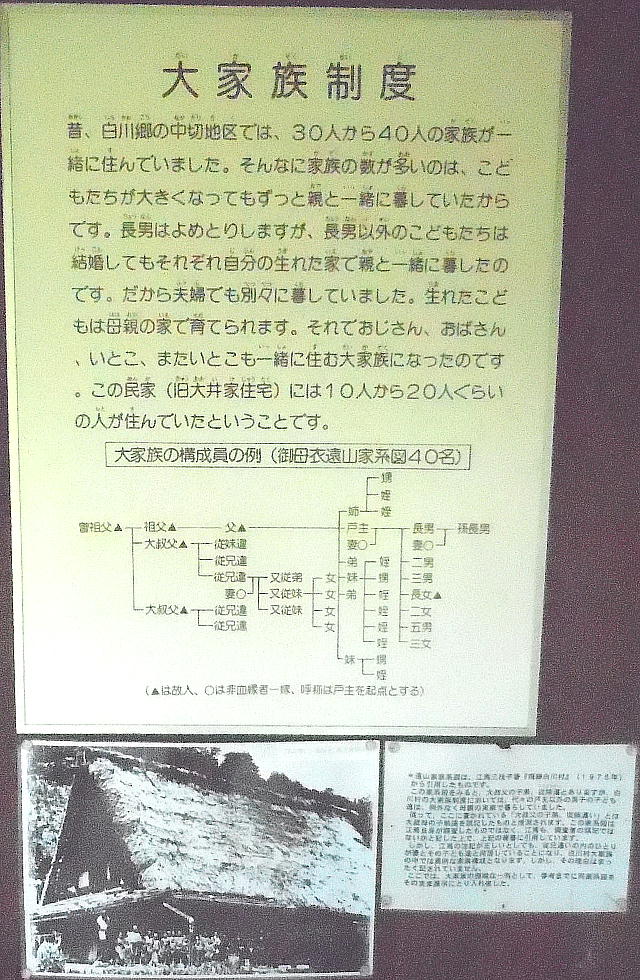 大家族制度
昔、白川郷の中切地区では、30人から40人の家族が一
緒に住んでいました。そんなに家族の数が多いのは、こど
もたちが大きくなってもずっと親と一緒に暮していたから
です。長男はよめとりしますが、長男以外のこどもたちは
結婚してもそれぞれ自分の生れた家で親と一緒に暮したの
です。だから夫婦でも別々に暮していました。生れたこど
もは母親の家で育てられます。それでおじさん、おばさん
、いとこ、またいとこも一緒に住む大家族になったのです
。この民家（旧大井家住宅）には10人から20人ぐらい
の人が住んでいたということです。
大家族の構成員の例（御母衣遠山家系図40名）
甥
姪
姉 姪
曾祖父▲ 祖父▲ 父▲ 戸主 長男 孫長男
大叔父▲ 従妹違 妻○ 妻○
従兄違 弟 姪 二男
従兄違 又従弟 女 妹 甥 三男
妻○ 又従妹 女 弟 姪 長女▲
大叔父▲ 従兄違 又従妹 女 姪 二女
従兄違 女 姪 五男
姪 三女
妹 甥
姪
（▲は故人、○は非血縁者一嫁、呼称は戸主を起点とする）